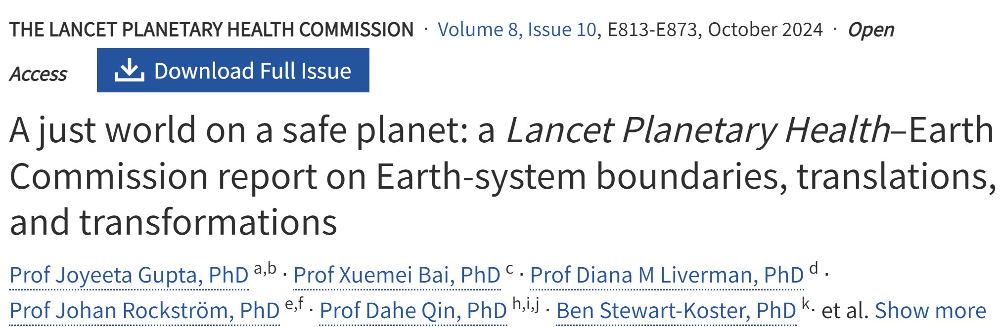 THE LANCET PLANETARY HEALTH COMMISSION · Volume 8, Issue 10, E813-E873, October 2024 · Open
Access Download Full Issue
A just world on a safe planet: a Lancet Planetary Health–Earth
Commission report on Earth-system boundaries, translations,
and transformations
Prof Joyeeta Gupta, PhD a,b · Prof Xuemei Bai, PhD c · Prof Diana M Liverman, PhD d ·
Prof Johan Rockström, PhD e,f · Prof Dahe Qin, PhD h,i,j · Ben Stewart-Koster, PhD k · et al. Show more